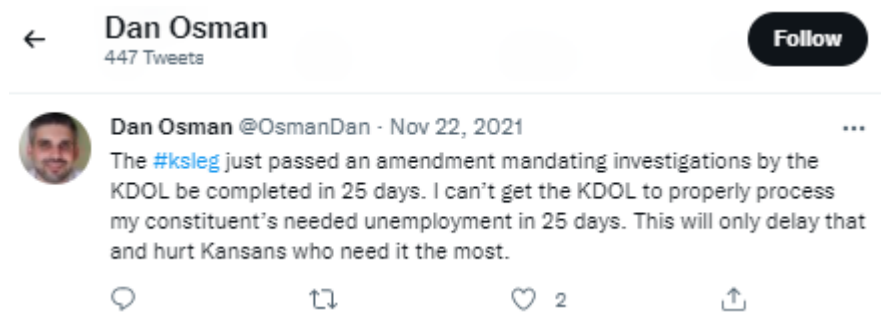 Dan Osman
447 Tweets
Follow
Dan Osman @OsmanDan · Nov 22, 2021
The #ksleg just passed an amendment mandating investigations by the
KDOL be completed in 25 days. I can't get the KDOL to properly process
my constituent's needed unemployment in 25 days. This will only delay that
and hurt Kansans who need it the most.
2